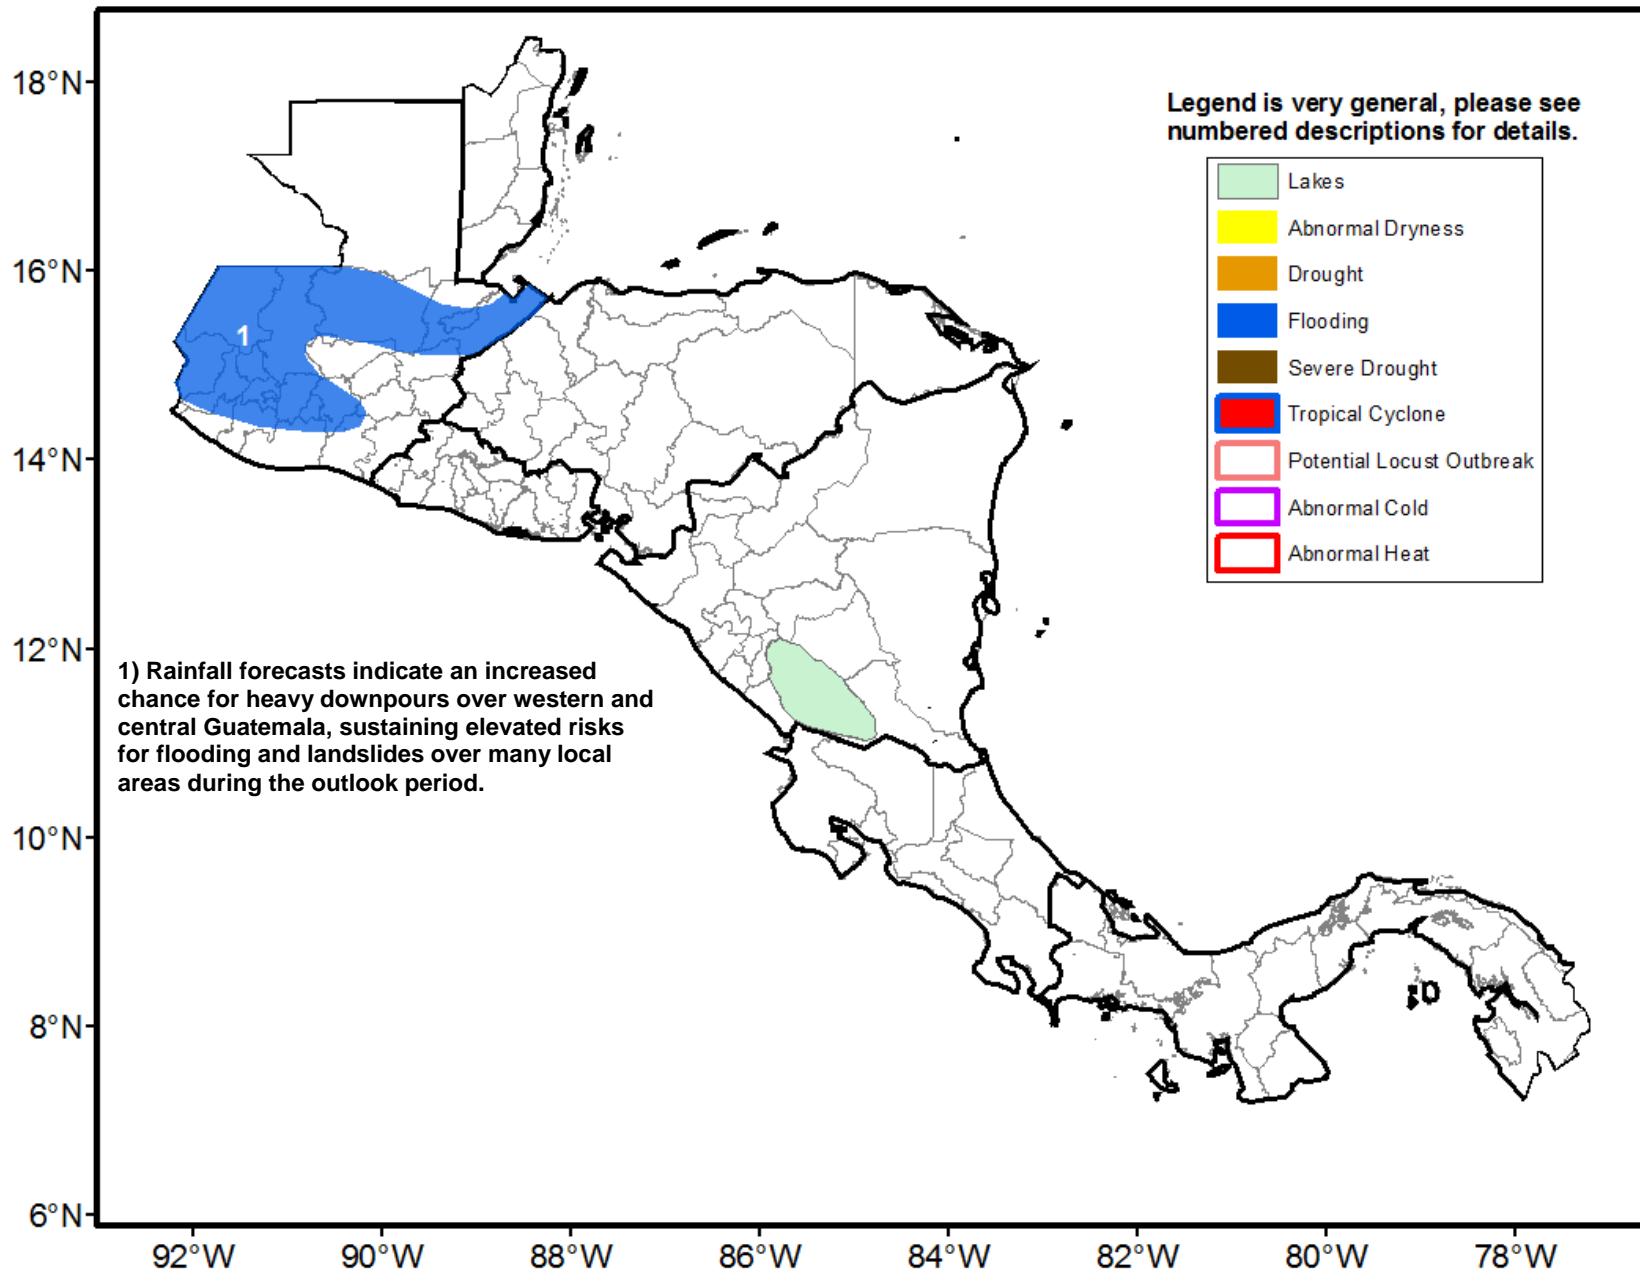 18°N
16°N
14°N
12°N
10°N
8°N
6°N
92°W
90°W
88°W
86°W
84°W
82°W
80°W
78°W
Legend is very general, please see
numbered descriptions for details.
Lakes
Abnormal Dryness
Drought
Flooding
Severe Drought
Tropical Cyclone
Potential Locust Outbreak
Abnormal Cold
Abnormal Heat
1
1) Rainfall forecasts indicate an increased
chance for heavy downpours over western and
central Guatemala, sustaining elevated risks
for flooding and landslides over many local
areas during the outlook period.